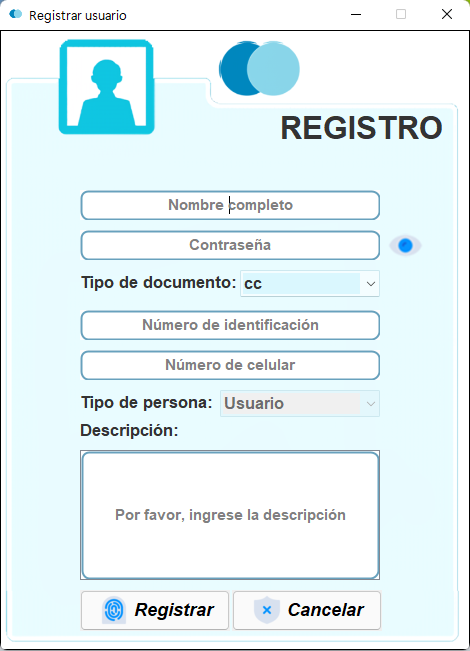 Registrar usuario
REGISTRO
Nombre completo
Contraseña
Tipo de documento: cc
Número de identificación
Número de celular
Tipo de persona: Usuario
Descripción:
Por favor, ingrese la descripción
Registrar Cancelar